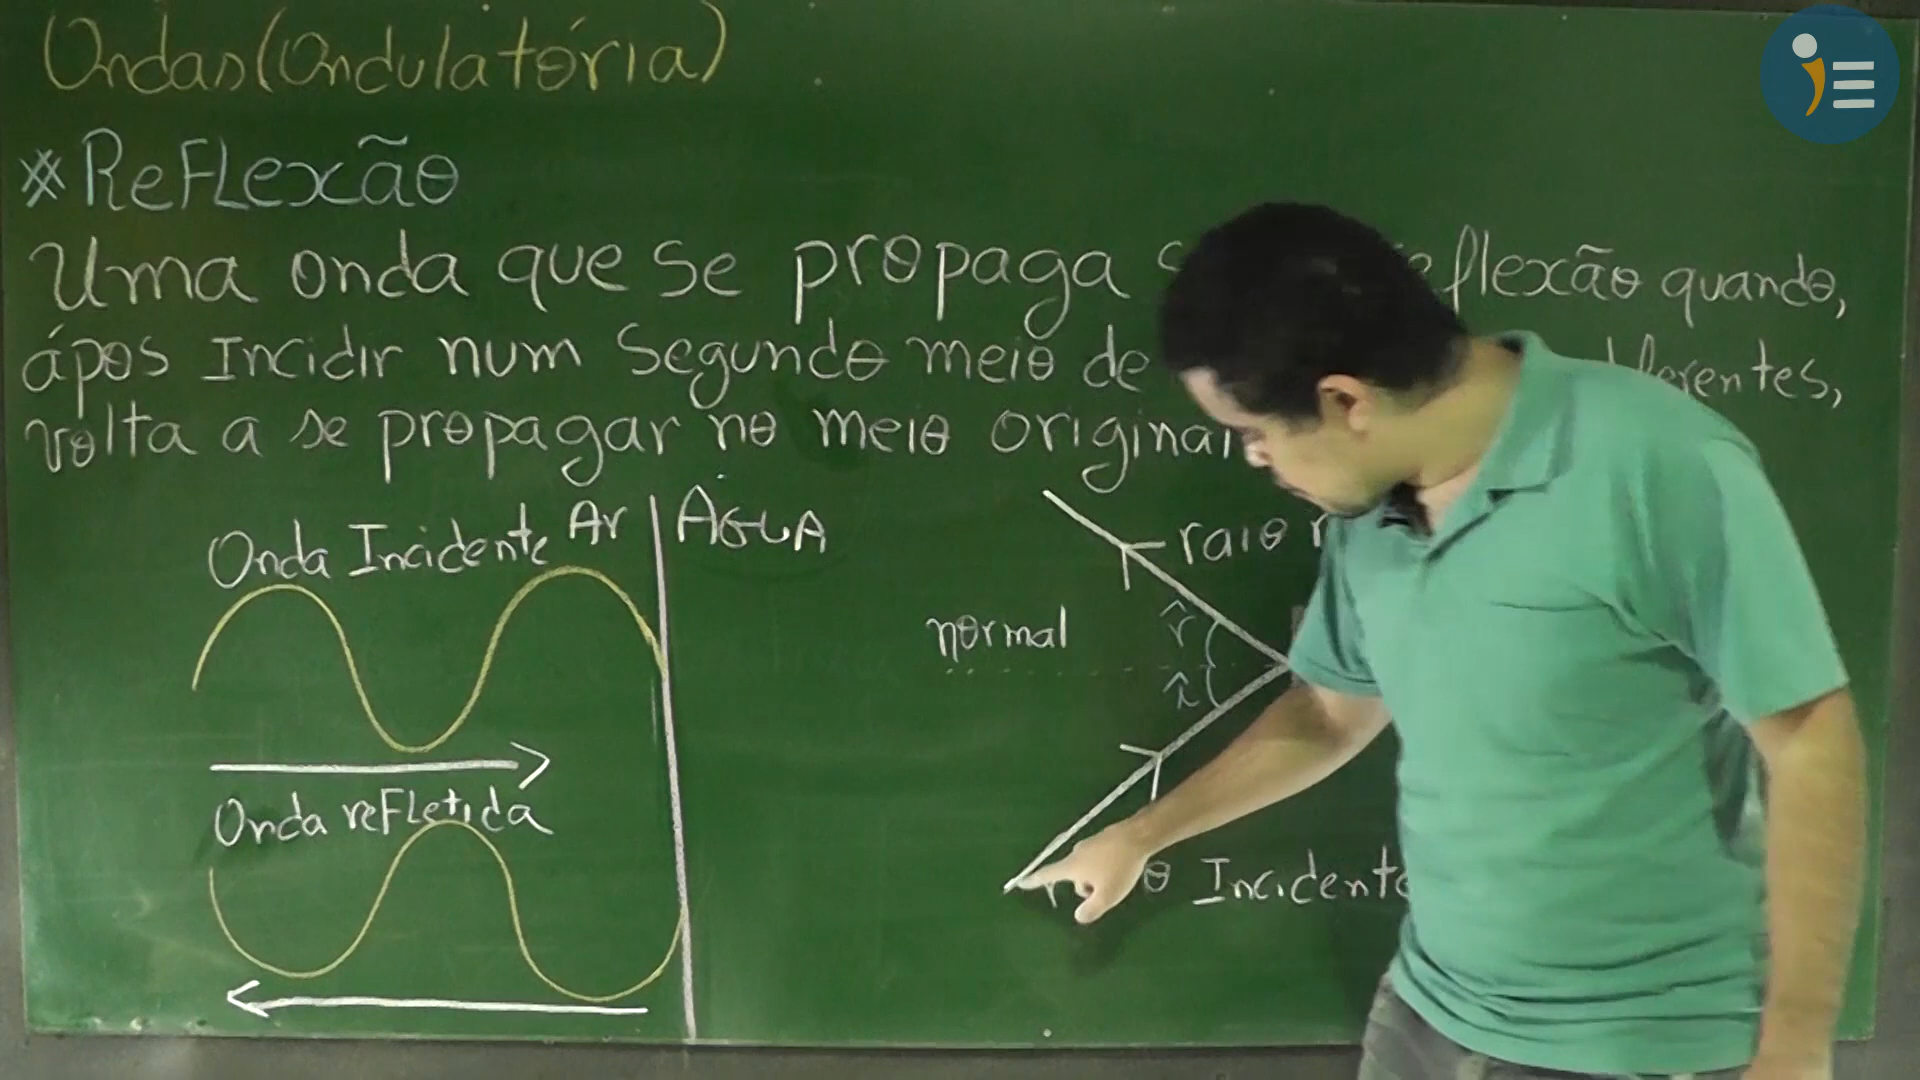 Ondas (Ondulatória)
* Reflexão
Uma onda que se propaga flexão quando,
ápos Incidir num Segundo meio de ferentes,
volta a se propagar no meio original
Onda Incidente Ar ÁGUA
raio r
normal
r̂
î
Onda refletida
Incidente